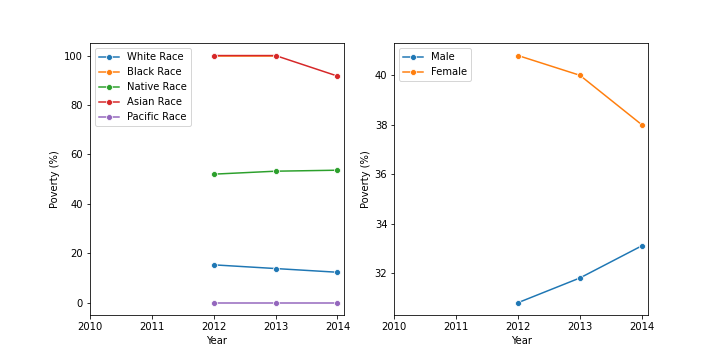 White Race
Black Race
Native Race
Asian Race
Pacific Race
100
80
60
40
20
0
Poverty (%)
2010 2011 2012 2013 2014
Year
Male
Female
40
38
36
34
32
Poverty (%)
2010 2011 2012 2013 2014
Year